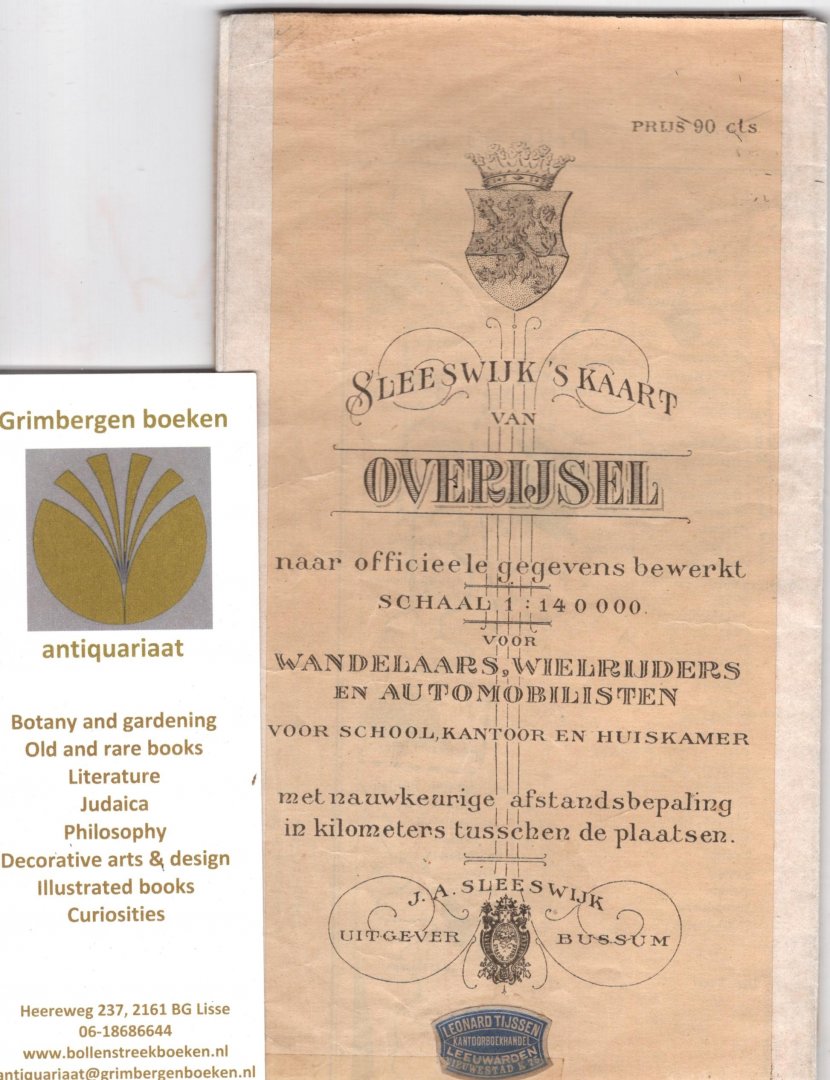 PRIJS 90 cts
SLEESWIJK'S KAART
VAN
OVERIJSEL
naar officieele gegevens bewerkt
SCHAAL 1 : 140 000.
VOOR
WANDELAARS, WIELRIJDERS
EN AUTOMOBILISTEN
VOOR SCHOOL, KANTOOR EN HUISKAMER
met nauwkeurige afstandsbepaling
in kilometers tusschen de plaatsen.
J. A. SLEESWIJK
UITGEVER BUSSUM
LEONARD TIJSSEN
KANTOORBOEKHANDEL
LEEUWARDEN
NIEUWESTAD
Grimbergen boeken
antiquariaat
Botany and gardening
Old and rare books
Literature
Judaica
Philosophy
Decorative arts & design
Illustrated books
Curiosities
Heereweg 237, 2161 BG Lisse
06-18686644
www.bollenstreekboeken.nl
antiquariaat@grimbergenboeken.nl